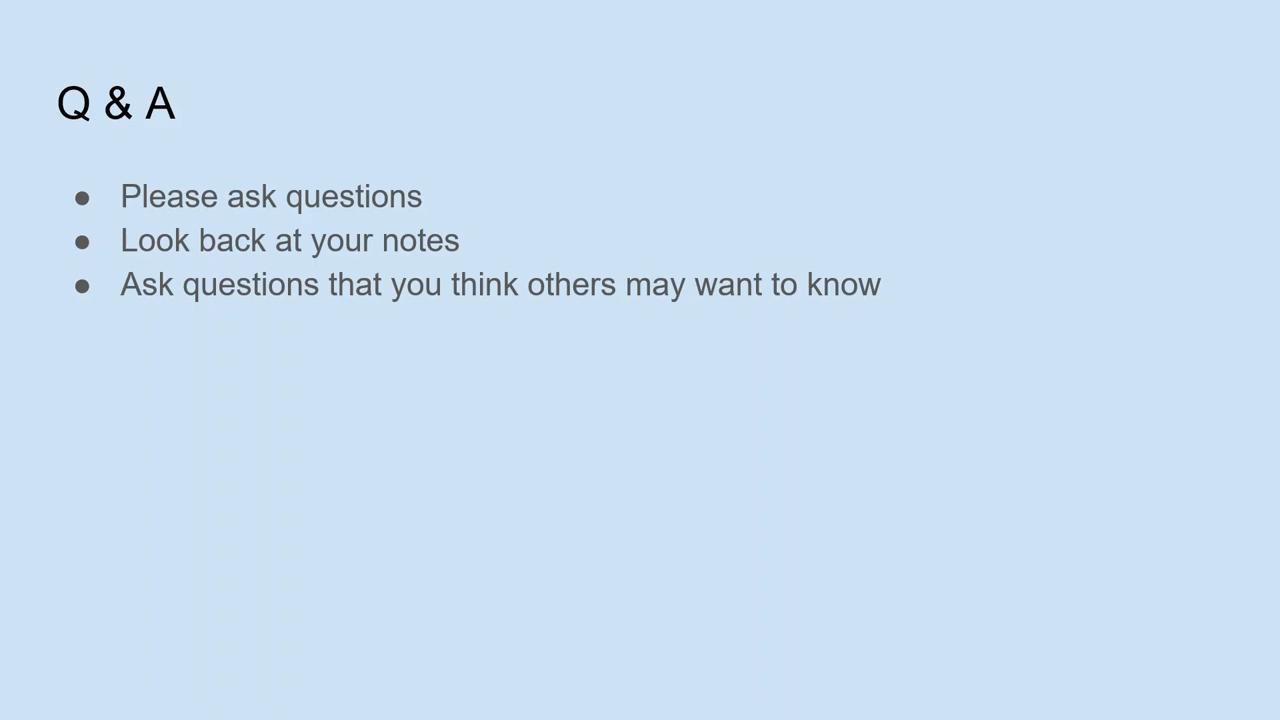 Q & A
● Please ask questions
● Look back at your notes
● Ask questions that you think others may want to know